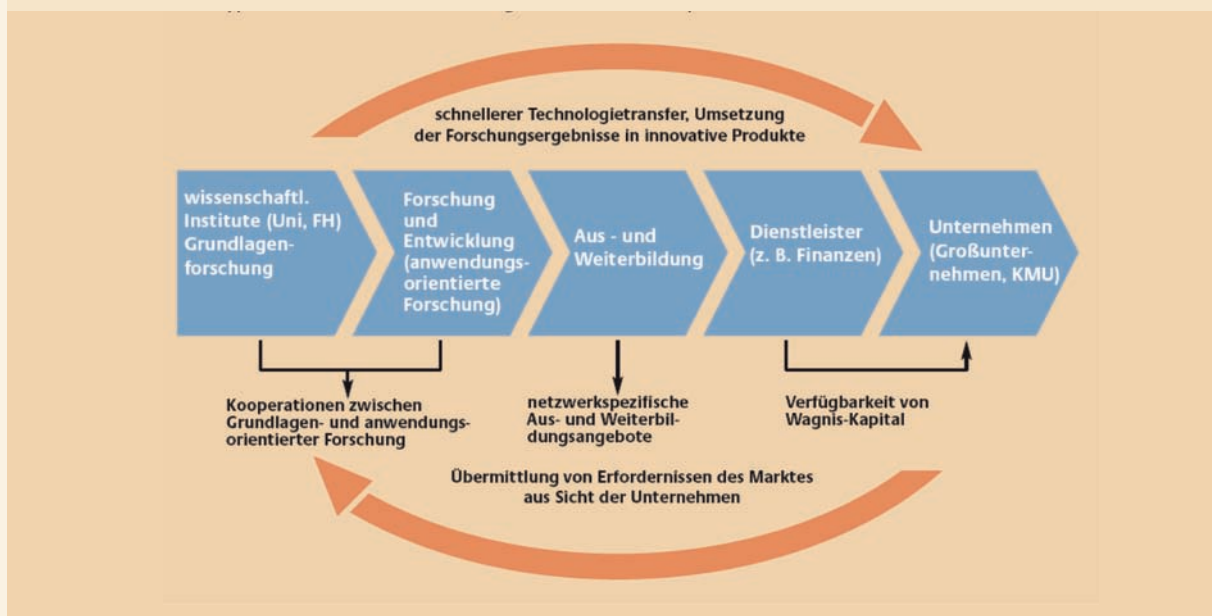 schnellerer Technologietransfer, Umsetzung
der Forschungsergebnisse in innovative Produkte
wissenschaftl.
Institute (Uni, FH)
Grundlagen-
forschung
Forschung
und
Entwicklung
(anwendungs-
orientierte
Forschung)
Aus - und
Weiterbildung
Dienstleister
(z. B. Finanzen)
Unternehmen
(Großunter-
nehmen, KMU)
Kooperationen zwischen
Grundlagen- und anwendungs-
orientierter Forschung
netzwerkspezifische
Aus- und Weiterbil-
dungsangebote
Verfügbarkeit von
Wagnis-Kapital
Übermittlung von Erfordernissen des Marktes
aus Sicht der Unternehmen